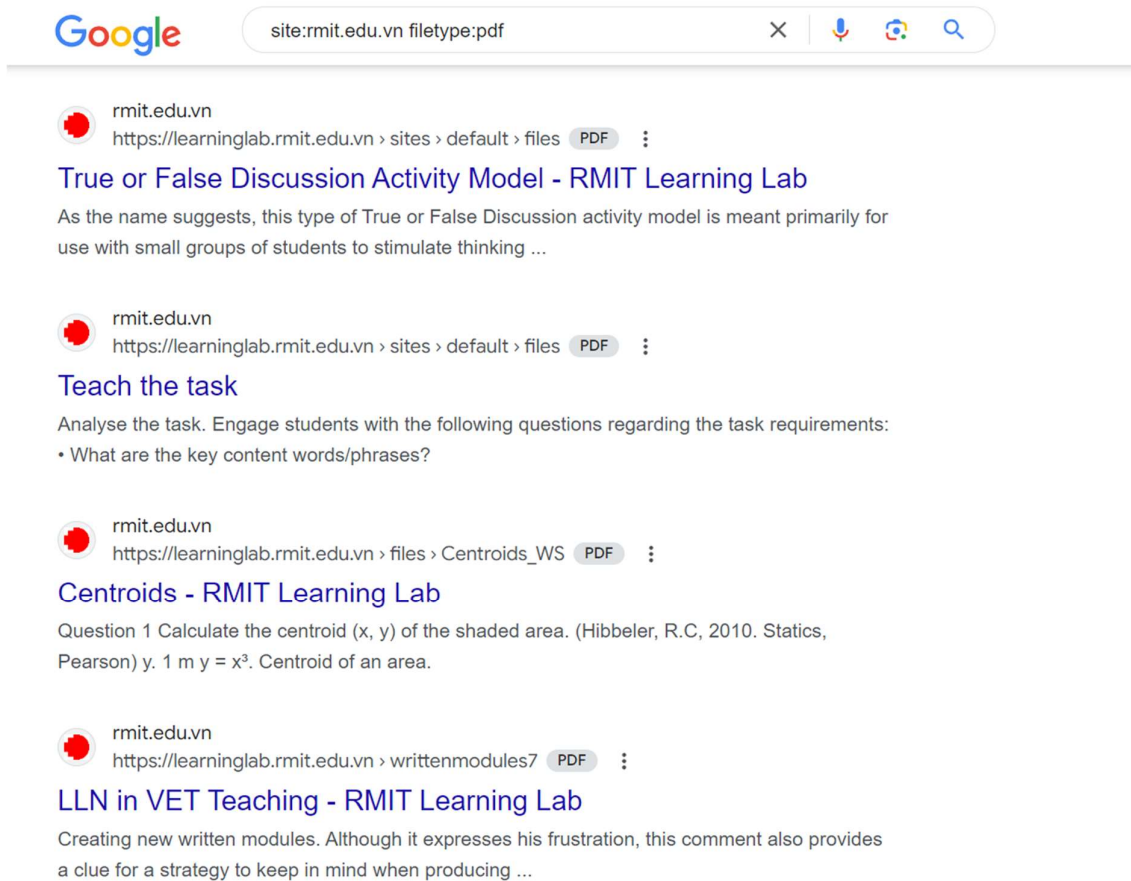 Google
site:rmit.edu.vn filetype:pdf
rmit.edu.vn
https://learninglab.rmit.edu.vn › sites › default › files PDF
True or False Discussion Activity Model - RMIT Learning Lab
As the name suggests, this type of True or False Discussion activity model is meant primarily for
use with small groups of students to stimulate thinking ...
rmit.edu.vn
https://learninglab.rmit.edu.vn › sites › default › files PDF
Teach the task
Analyse the task. Engage students with the following questions regarding the task requirements:
• What are the key content words/phrases?
rmit.edu.vn
https://learninglab.rmit.edu.vn › files › Centroids_WS PDF
Centroids - RMIT Learning Lab
Question 1 Calculate the centroid (x, y) of the shaded area. (Hibbeler, R.C, 2010. Statics,
Pearson) y. 1 m y = x³. Centroid of an area.
rmit.edu.vn
https://learninglab.rmit.edu.vn › writtenmodules7 PDF
LLN in VET Teaching - RMIT Learning Lab
Creating new written modules. Although it expresses his frustration, this comment also provides
a clue for a strategy to keep in mind when producing ...